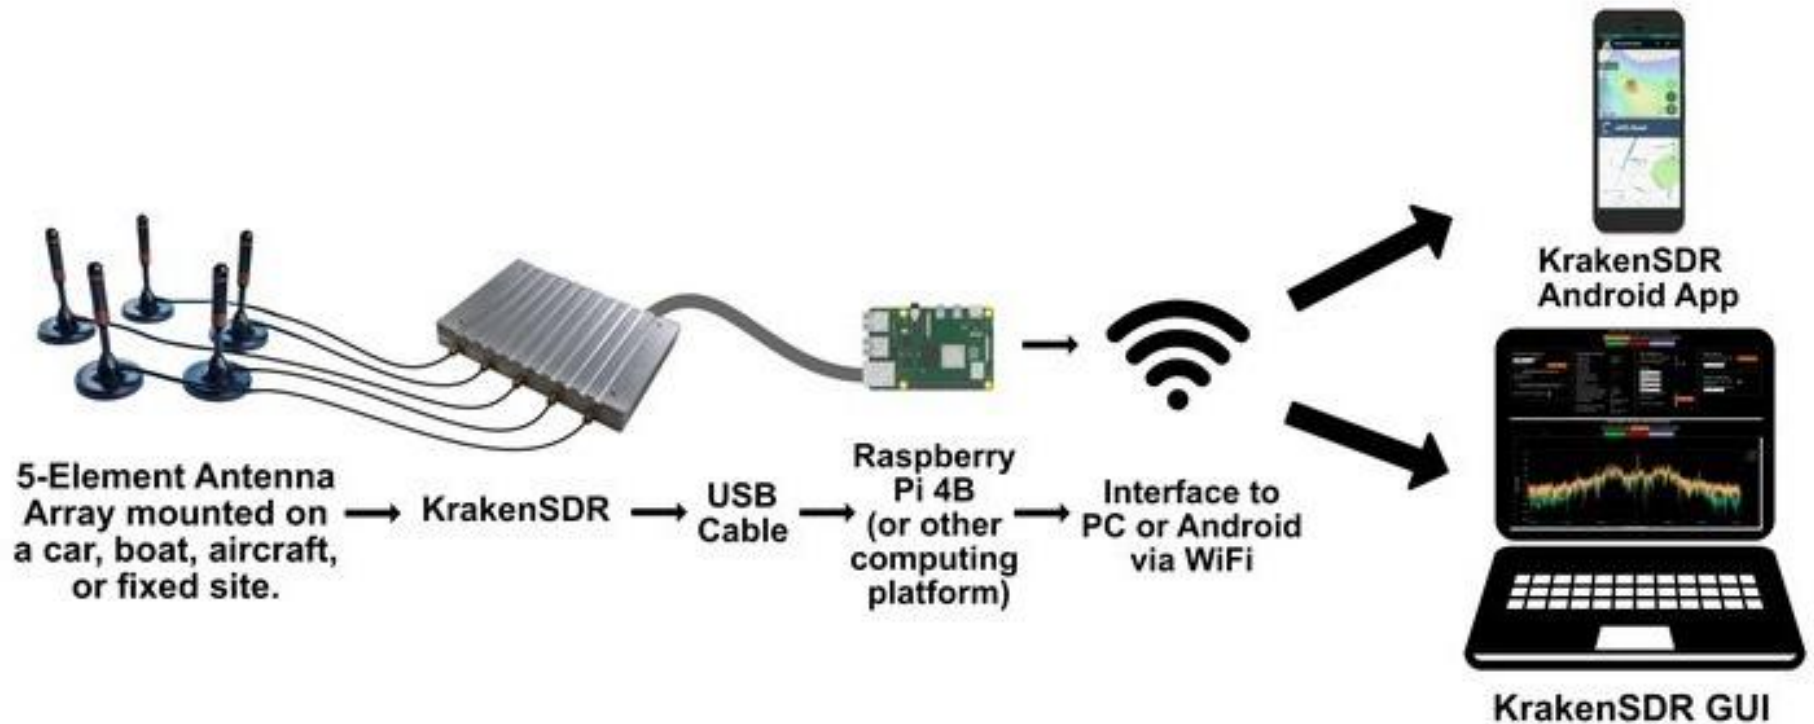 5-Element Antenna
Array mounted on
a car, boat, aircraft,
or fixed site.
KrakenSDR
USB
Cable
Raspberry
Pi 4B
(or other
computing
platform)
Interface to
PC or Android
via WiFi
KrakenSDR
Android App
KrakenSDR GUI